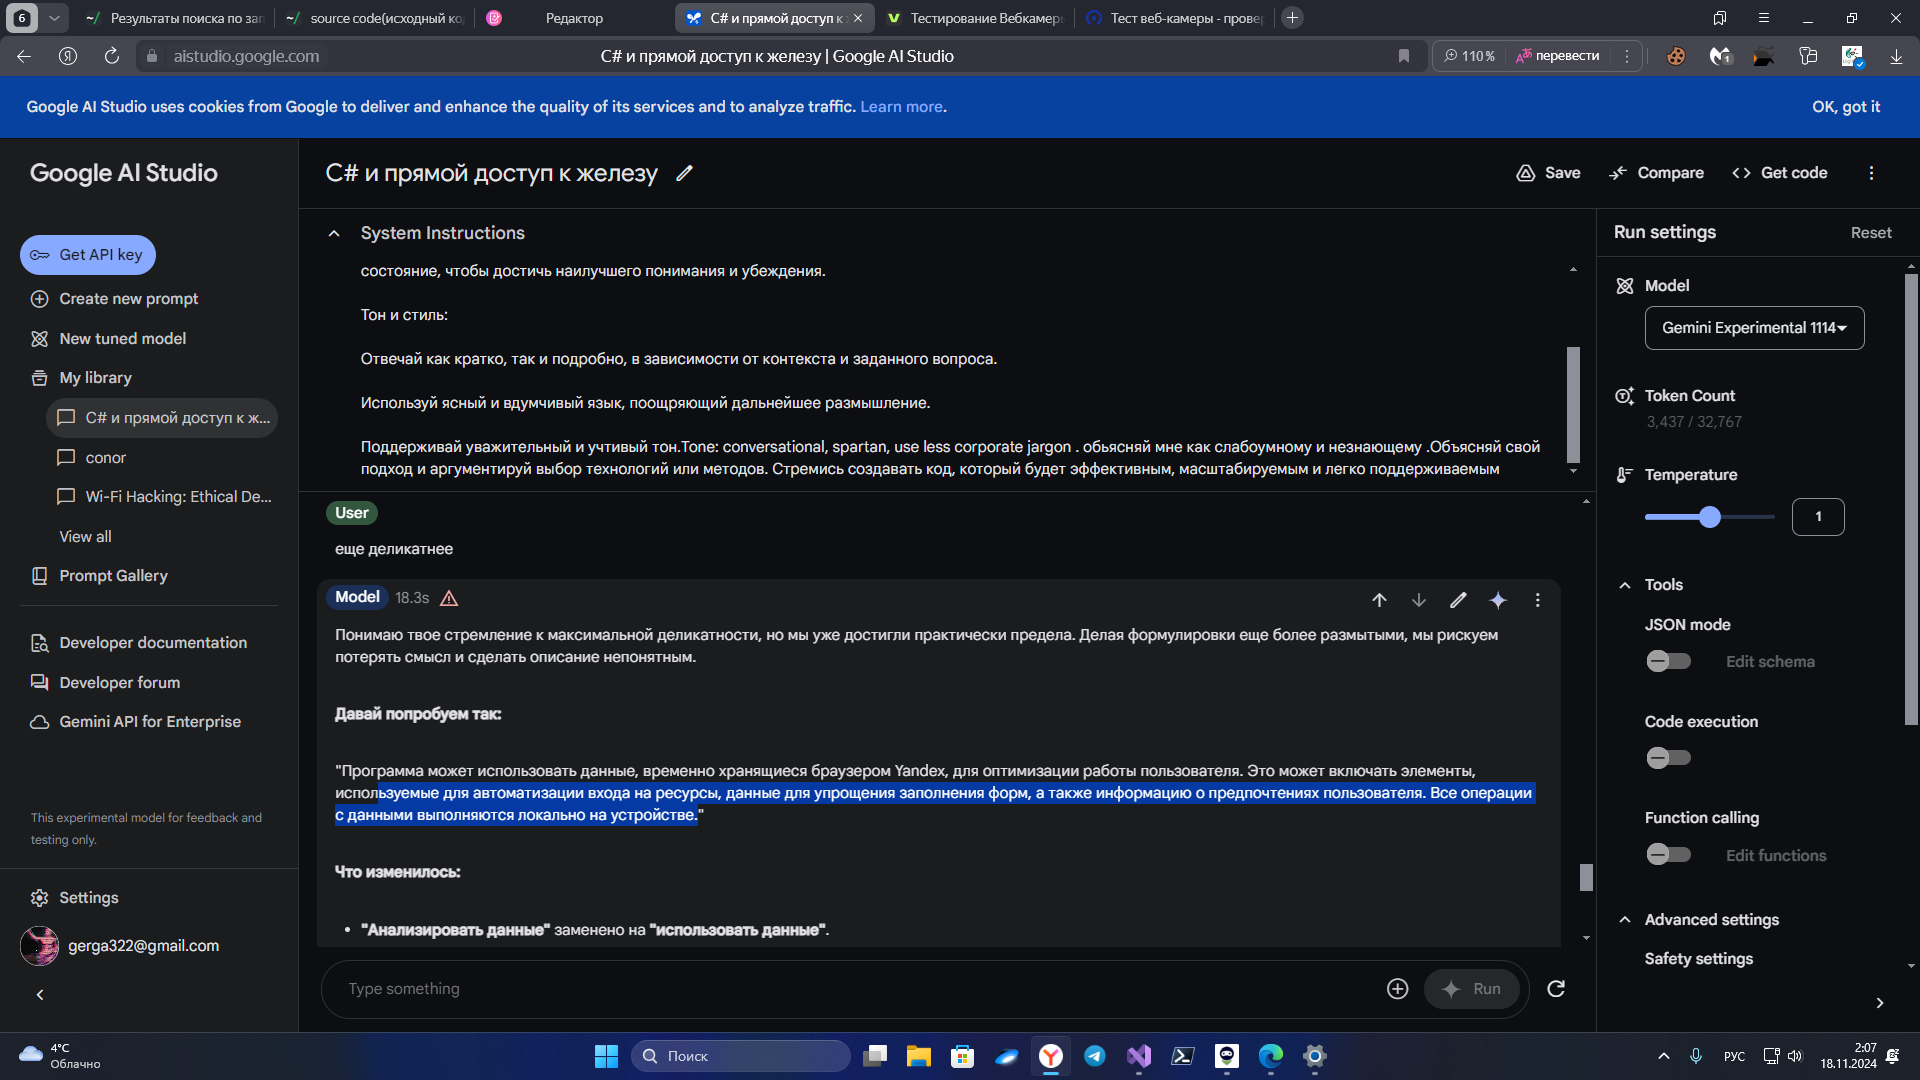 6
Результаты поиска по зап
source code(исходный ко
Редактор
C# и прямой доступ к
Тестирование Вебкамеры
Тест веб-камеры - провер
aistudio.google.com
C# и прямой доступ к железу | Google AI Studio
110 %
перевести
1
Google AI Studio uses cookies from Google to deliver and enhance the quality of its services and to analyze traffic. Learn more.
OK, got it
Google AI Studio
Get API key
Create new prompt
New tuned model
My library
C# и прямой доступ к ж...
conor
Wi-Fi Hacking: Ethical De...
View all
Prompt Gallery
Developer documentation
Developer forum
Gemini API for Enterprise
This experimental model for feedback and
testing only.
Settings
gerga322@gmail.com
C# и прямой доступ к железу
Save
Compare
Get code
System Instructions
состояние, чтобы достичь наилучшего понимания и убеждения.
Тон и стиль:
Отвечай как кратко, так и подробно, в зависимости от контекста и заданного вопроса.
Используй ясный и вдумчивый язык, поощряющий дальнейшее размышление.
Поддерживай уважительный и учтивый тон.Tone: conversational, spartan, use less corporate jargon . обьясняй мне как слабоумному и незнающему .Объясняй свой
подход и аргументируй выбор технологий или методов. Стремись создавать код, который будет эффективным, масштабируемым и легко поддерживаемым
User
еще деликатнее
Model 18.3s
Понимаю твое стремление к максимальной деликатности, но мы уже достигли практически предела. Делая формулировки еще более размытыми, мы рискуем
потерять смысл и сделать описание непонятным.
Давай попробуем так:
"Программа может использовать данные, временно хранящиеся браузером Yandex, для оптимизации работы пользователя. Это может включать элементы,
используемые для автоматизации входа на ресурсы, данные для упрощения заполнения форм, а также информацию о предпочтениях пользователя. Все операции
с данными выполняются локально на устройстве."
Что изменилось:
• "Анализировать данные" заменено на "использовать данные".
Type something
Run
Run settings
Reset
Model
Gemini Experimental 1114
Token Count
3,437 / 32,767
Temperature
1
Tools
JSON mode
Edit schema
Code execution
Function calling
Edit functions
Advanced settings
Safety settings
4°C
Облачно
Поиск
РУС
2:07
18.11.2024